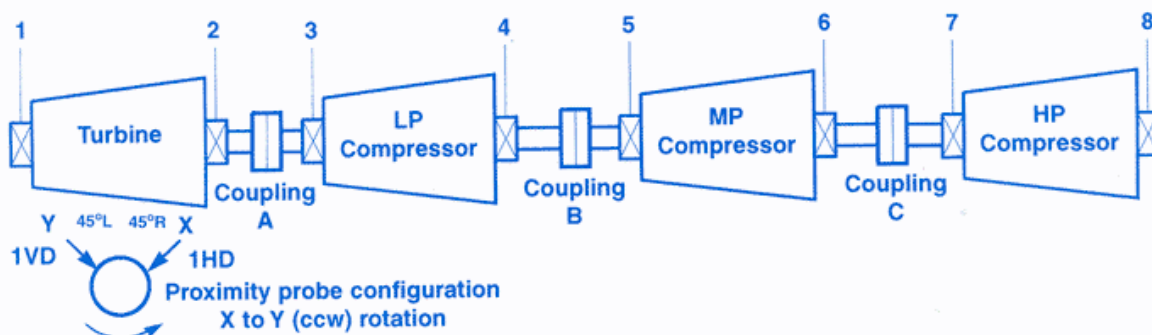 1 2 3 4 5 6 7 8
Turbine
LP
Compressor
MP
Compressor
HP
Compressor
Coupling
A
Coupling
B
Coupling
C
Y 45°L 45°R X
1VD 1HD
Proximity probe configuration
X to Y (ccw) rotation